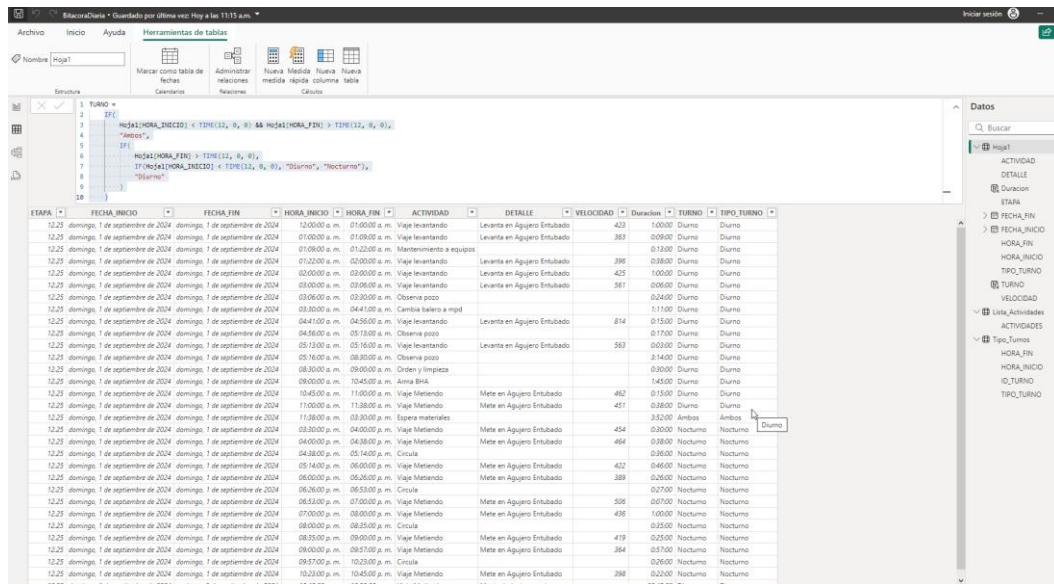 BitacoraDiaria • Guardado por última vez: Hoy a las 11:15 a.m.
Iniciar sesión
Archivo Inicio Ayuda Herramientas de tablas
Nombre Hoja1
Marcar como tabla de fechas
Administrar relaciones
Nueva medida
Medida rápida
Nueva columna
Nueva tabla
Estructura Calendarios Relaciones Cálculos
1 TURNO =
2 IF(
3 Hoja1[HORA_INICIO] < TIME(12, 0, 0) && Hoja1[HORA_FIN] > TIME(12, 0, 0),
4 "Ambos",
5 IF(
6 Hoja1[HORA_FIN] > TIME(12, 0, 0),
7 IF(Hoja1[HORA_INICIO] < TIME(12, 0, 0), "Diurno", "Nocturno"),
8 "Diurno"
9 )
10 )
ETAPA FECHA_INICIO FECHA_FIN HORA_INICIO HORA_FIN ACTIVIDAD DETALLE VELOCIDAD Duracion TURNO TIPO_TURNO
12.25 domingo, 1 de septiembre de 2024 domingo, 1 de septiembre de 2024 12:00:00 a. m. 01:00:00 a. m. Viaje levantando Levanta en Agujero Entubado 423 1:00:00 Diurno Diurno
12.25 domingo, 1 de septiembre de 2024 domingo, 1 de septiembre de 2024 01:00:00 a. m. 01:09:00 a. m. Viaje levantando Levanta en Agujero Entubado 363 0:09:00 Diurno Diurno
12.25 domingo, 1 de septiembre de 2024 domingo, 1 de septiembre de 2024 01:09:00 a. m. 01:22:00 a. m. Mantenimiento a equipos 0:13:00 Diurno Diurno
12.25 domingo, 1 de septiembre de 2024 domingo, 1 de septiembre de 2024 01:22:00 a. m. 02:00:00 a. m. Viaje levantando Levanta en Agujero Entubado 396 0:38:00 Diurno Diurno
12.25 domingo, 1 de septiembre de 2024 domingo, 1 de septiembre de 2024 02:00:00 a. m. 03:00:00 a. m. Viaje levantando Levanta en Agujero Entubado 425 1:00:00 Diurno Diurno
12.25 domingo, 1 de septiembre de 2024 domingo, 1 de septiembre de 2024 03:00:00 a. m. 03:06:00 a. m. Viaje levantando Levanta en Agujero Entubado 561 0:06:00 Diurno Diurno
12.25 domingo, 1 de septiembre de 2024 domingo, 1 de septiembre de 2024 03:06:00 a. m. 03:30:00 a. m. Observa pozo 0:24:00 Diurno Diurno
12.25 domingo, 1 de septiembre de 2024 domingo, 1 de septiembre de 2024 03:30:00 a. m. 04:41:00 a. m. Cambia balero a mpd 1:11:00 Diurno Diurno
12.25 domingo, 1 de septiembre de 2024 domingo, 1 de septiembre de 2024 04:41:00 a. m. 04:56:00 a. m. Viaje levantando Levanta en Agujero Entubado 814 0:15:00 Diurno Diurno
12.25 domingo, 1 de septiembre de 2024 domingo, 1 de septiembre de 2024 04:56:00 a. m. 05:13:00 a. m. Observa pozo 0:17:00 Diurno Diurno
12.25 domingo, 1 de septiembre de 2024 domingo, 1 de septiembre de 2024 05:13:00 a. m. 05:16:00 a. m. Viaje levantando Levanta en Agujero Entubado 563 0:03:00 Diurno Diurno
12.25 domingo, 1 de septiembre de 2024 domingo, 1 de septiembre de 2024 05:16:00 a. m. 08:30:00 a. m. Observa pozo 3:14:00 Diurno Diurno
12.25 domingo, 1 de septiembre de 2024 domingo, 1 de septiembre de 2024 08:30:00 a. m. 09:00:00 a. m. Orden y limpieza 0:30:00 Diurno Diurno
12.25 domingo, 1 de septiembre de 2024 domingo, 1 de septiembre de 2024 09:00:00 a. m. 10:45:00 a. m. Arma BHA 1:45:00 Diurno Diurno
12.25 domingo, 1 de septiembre de 2024 domingo, 1 de septiembre de 2024 10:45:00 a. m. 11:00:00 a. m. Viaje Metiendo Mete en Agujero Entubado 462 0:15:00 Diurno Diurno
12.25 domingo, 1 de septiembre de 2024 domingo, 1 de septiembre de 2024 11:00:00 a. m. 11:38:00 a. m. Viaje Metiendo Mete en Agujero Entubado 451 0:38:00 Diurno Diurno
12.25 domingo, 1 de septiembre de 2024 domingo, 1 de septiembre de 2024 11:38:00 a. m. 03:30:00 p. m. Espera materiales 3:52:00 Ambos Ambos
Diurno
12.25 domingo, 1 de septiembre de 2024 domingo, 1 de septiembre de 2024 03:30:00 p. m. 04:00:00 p. m. Viaje Metiendo Mete en Agujero Entubado 454 0:30:00 Nocturno Nocturno
12.25 domingo, 1 de septiembre de 2024 domingo, 1 de septiembre de 2024 04:00:00 p. m. 04:38:00 p. m. Viaje Metiendo Mete en Agujero Entubado 464 0:38:00 Nocturno Nocturno
12.25 domingo, 1 de septiembre de 2024 domingo, 1 de septiembre de 2024 04:38:00 p. m. 05:14:00 p. m. Circula 0:36:00 Nocturno Nocturno
12.25 domingo, 1 de septiembre de 2024 domingo, 1 de septiembre de 2024 05:14:00 p. m. 06:00:00 p. m. Viaje Metiendo Mete en Agujero Entubado 422 0:46:00 Nocturno Nocturno
12.25 domingo, 1 de septiembre de 2024 domingo, 1 de septiembre de 2024 06:00:00 p. m. 06:26:00 p. m. Viaje Metiendo Mete en Agujero Entubado 389 0:26:00 Nocturno Nocturno
12.25 domingo, 1 de septiembre de 2024 domingo, 1 de septiembre de 2024 06:26:00 p. m. 06:53:00 p. m. Circula 0:27:00 Nocturno Nocturno
12.25 domingo, 1 de septiembre de 2024 domingo, 1 de septiembre de 2024 06:53:00 p. m. 07:00:00 p. m. Viaje Metiendo Mete en Agujero Entubado 506 0:07:00 Nocturno Nocturno
12.25 domingo, 1 de septiembre de 2024 domingo, 1 de septiembre de 2024 07:00:00 p. m. 08:00:00 p. m. Viaje Metiendo Mete en Agujero Entubado 436 1:00:00 Nocturno Nocturno
12.25 domingo, 1 de septiembre de 2024 domingo, 1 de septiembre de 2024 08:00:00 p. m. 08:35:00 p. m. Circula 0:35:00 Nocturno Nocturno
12.25 domingo, 1 de septiembre de 2024 domingo, 1 de septiembre de 2024 08:35:00 p. m. 09:00:00 p. m. Viaje Metiendo Mete en Agujero Entubado 419 0:25:00 Nocturno Nocturno
12.25 domingo, 1 de septiembre de 2024 domingo, 1 de septiembre de 2024 09:00:00 p. m. 09:57:00 p. m. Viaje Metiendo Mete en Agujero Entubado 364 0:57:00 Nocturno Nocturno
12.25 domingo, 1 de septiembre de 2024 domingo, 1 de septiembre de 2024 09:57:00 p. m. 10:23:00 p. m. Circula 0:26:00 Nocturno Nocturno
12.25 domingo, 1 de septiembre de 2024 domingo, 1 de septiembre de 2024 10:23:00 p. m. 10:45:00 p. m. Viaje Metiendo Mete en Agujero Entubado 398 0:22:00 Nocturno Nocturno
Datos
Buscar
Hoja1
ACTIVIDAD
DETALLE
Duracion
ETAPA
FECHA_FIN
FECHA_INICIO
HORA_FIN
HORA_INICIO
TIPO_TURNO
TURNO
VELOCIDAD
Lista_Actividades
ACTIVIDADES
Tipo_Turnos
HORA_FIN
HORA_INICIO
ID_TURNO
TIPO_TURNO